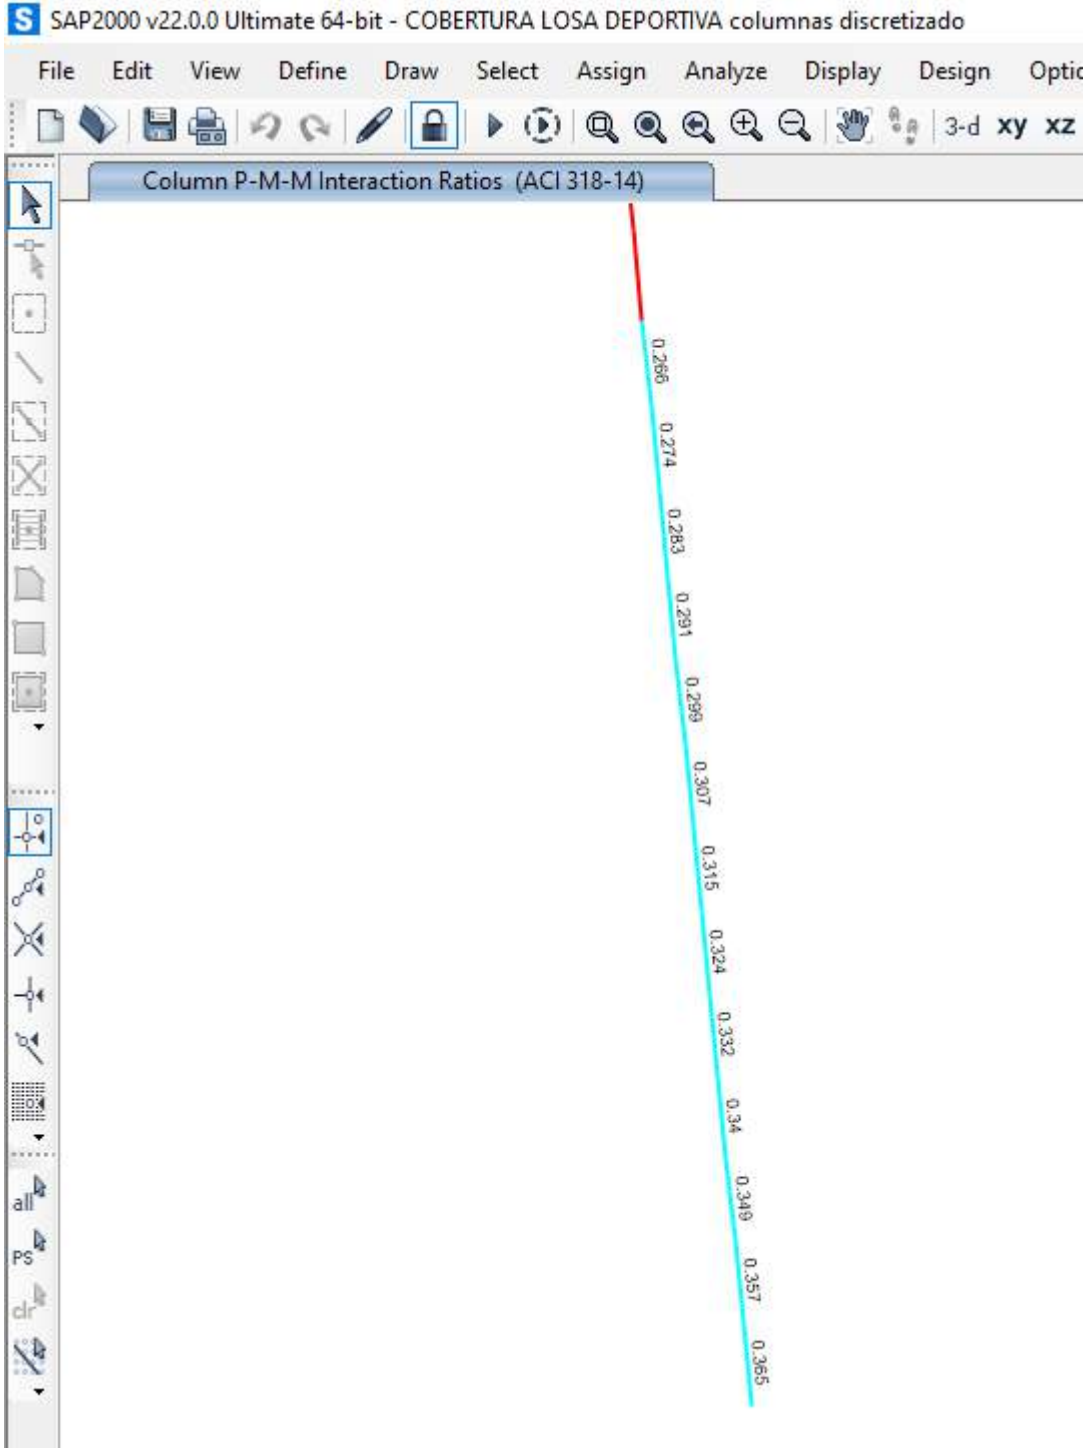 S SAP2000 v22.0.0 Ultimate 64-bit - COBERTURA LOSA DEPORTIVA columnas discretizado
File Edit View Define Draw Select Assign Analyze Display Design Optic
3-d xy xz
Column P-M-M Interaction Ratios (ACI 318-14)
0.266
0.274
0.283
0.291
0.299
0.307
0.315
0.324
0.332
0.34
0.349
0.357
0.365
all
PS
clr